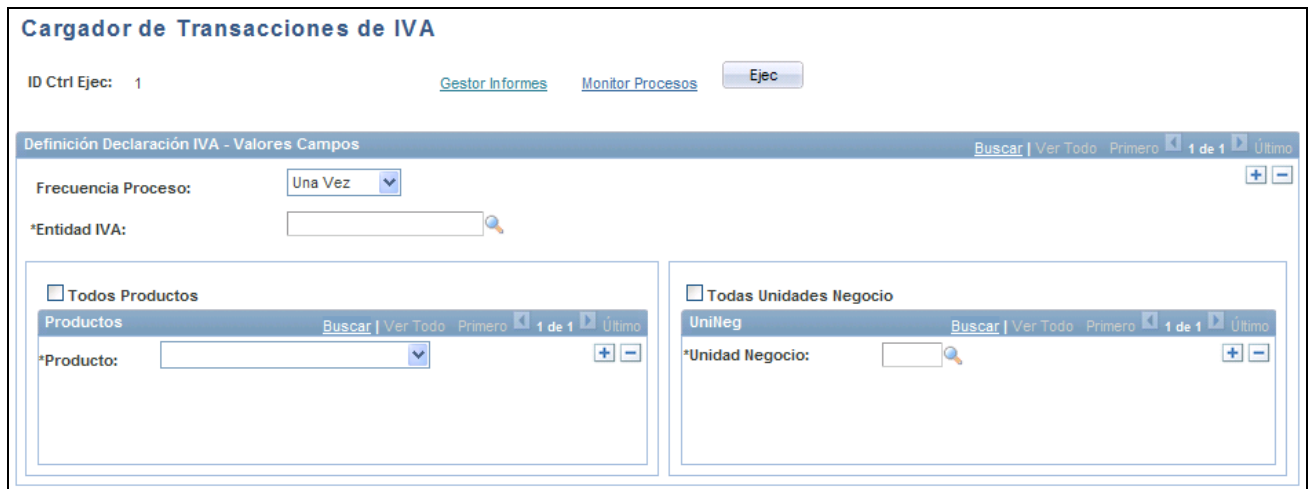 Cargador de Transacciones de IVA
ID Ctrl Ejec: 1 Gestor Informes Monitor Procesos Ejec
Definición Declaración IVA - Valores Campos Buscar | Ver Todo Primero 1 de 1 Último
Frecuencia Proceso: Una Vez
*Entidad IVA:
Todos Productos
Productos Buscar | Ver Todo Primero 1 de 1 Último
*Producto:
Todas Unidades Negocio
UniNeg Buscar | Ver Todo Primero 1 de 1 Último
*Unidad Negocio: